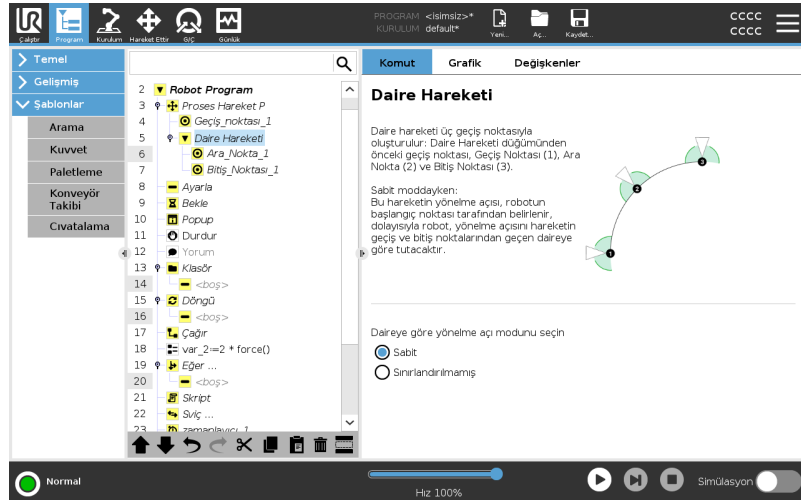 PROGRAM <isimsiz>*
KURULUM default*
CCCC
CCCC
Çalıştır
Program
Kurulum
Hareket Ettir
G/Ç
Günlük
Yeni...
Aç...
Kaydet...
Temel
Gelişmiş
Şablonlar
Arama
Kuvvet
Paletleme
Konveyör
Takibi
Cıvatalama
2 Robot Program
3 Proses Hareket P
4 Geçiş_noktası_1
5 Daire Hareketi
6 Ara_Nokta_1
7 Bitiş_Noktası_1
8 Ayarla
9 Bekle
10 Popup
11 Durdur
12 Yorum
13 Klasör
14 <boş>
15 Döngü
16 <boş>
17 Çağır
18 var_2≔2 * force()
19 Eğer ...
20 <boş>
21 Skript
22 Sviç ...
23 zamanlayıcı_1
Komut
Grafik
Değişkenler
Daire Hareketi
Daire hareketi üç geçiş noktasıyla
oluşturulur: Daire Hareketi düğümünden
önceki geçiş noktası, Geçiş Noktası (1), Ara
Nokta (2) ve Bitiş Noktası (3).
Sabit moddayken:
Bu hareketin yönelme açısı, robotun
başlangıç noktası tarafından belirlenir,
dolayısıyla robot, yönelme açısını hareketin
geçiş ve bitiş noktalarından geçen daireye
göre tutacaktır.
1
2
3
Daireye göre yönelme açı modunu seçin
Sabit
Sınırlandırılmamış
Normal
Hız 100%
Simülasyon